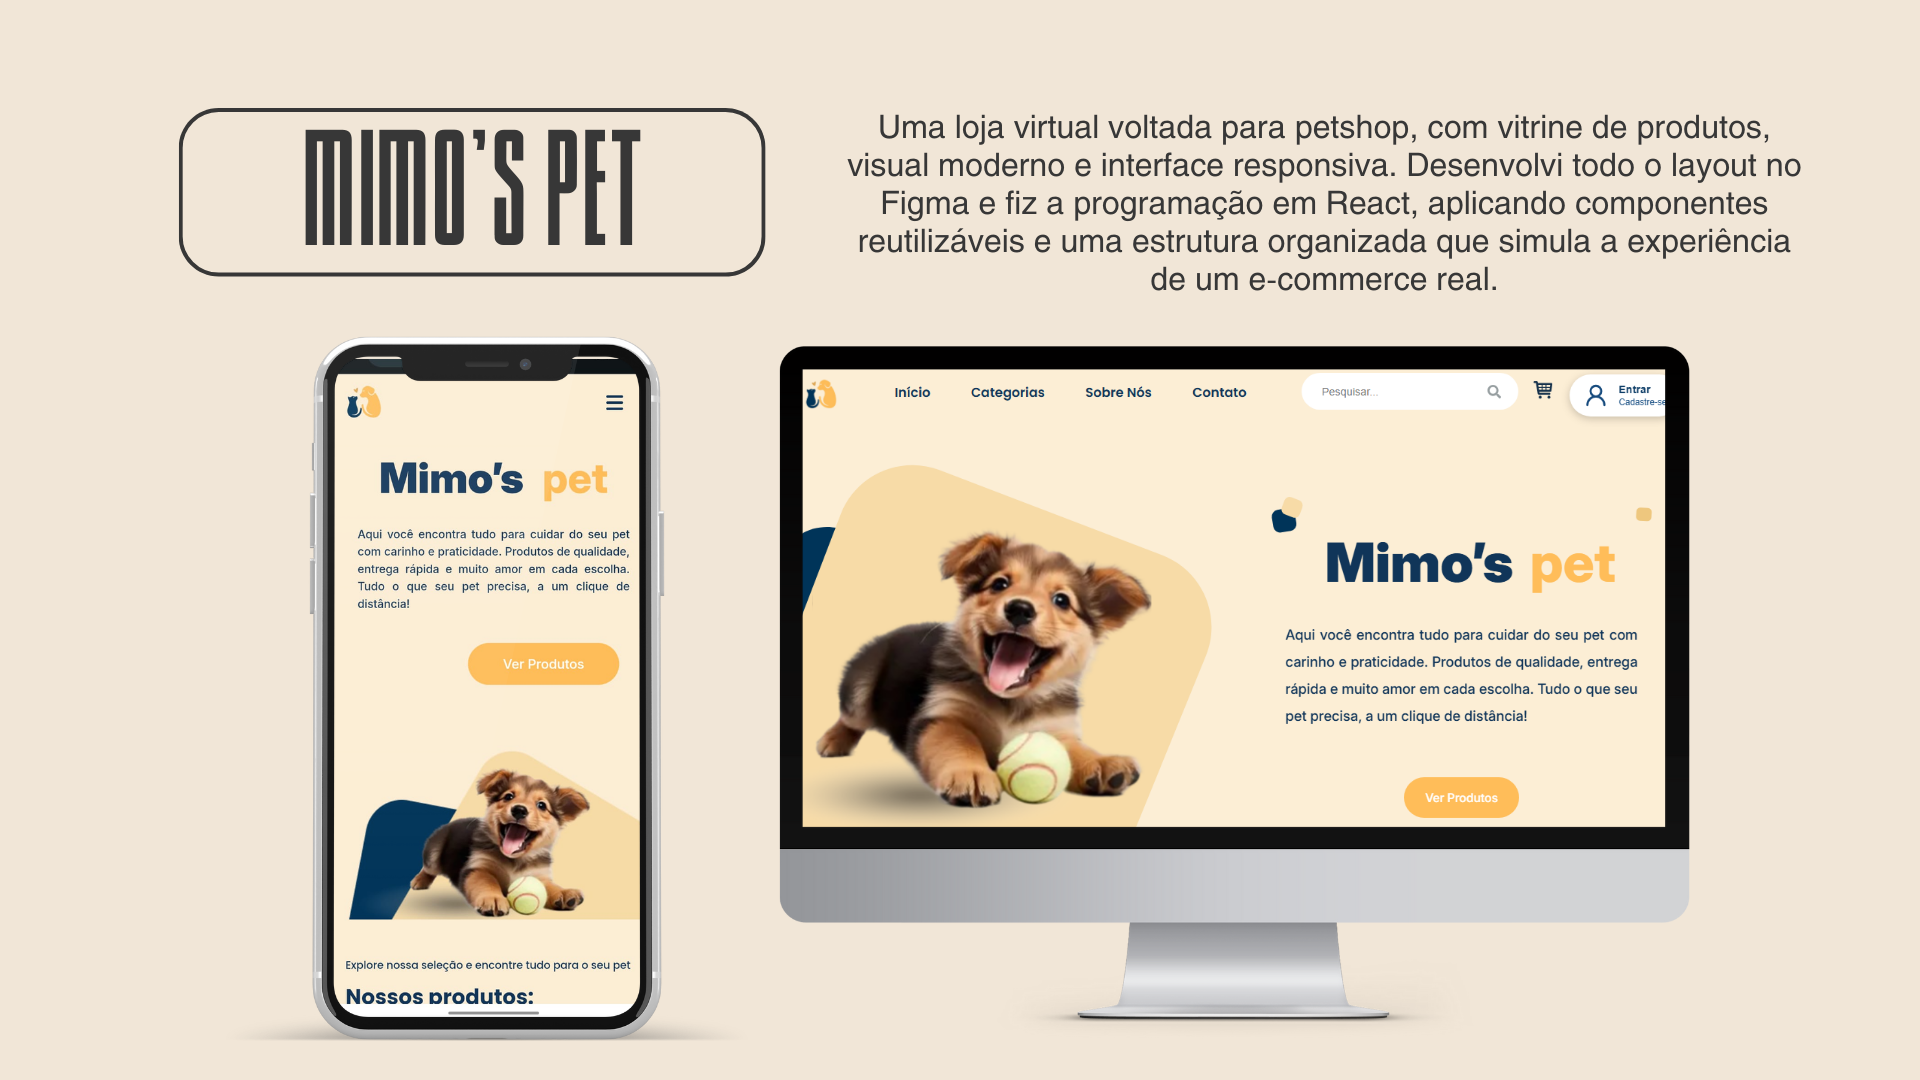 MIMO'S PET
Uma loja virtual voltada para petshop, com vitrine de produtos,
visual moderno e interface responsiva. Desenvolvi todo o layout no
Figma e fiz a programação em React, aplicando componentes
reutilizáveis e uma estrutura organizada que simula a experiência
de um e-commerce real.
Mimo's pet
Aqui você encontra tudo para cuidar do seu pet
com carinho e praticidade. Produtos de qualidade,
entrega rápida e muito amor em cada escolha.
Tudo o que seu pet precisa, a um clique de
distância!
Ver Produtos
Explore nossa seleção e encontre tudo para o seu pet
Nossos produtos:
Início Categorias Sobre Nós Contato Pesquisar... Entrar
Cadastre-se
Mimo's pet
Aqui você encontra tudo para cuidar do seu pet com
carinho e praticidade. Produtos de qualidade, entrega
rápida e muito amor em cada escolha. Tudo o que seu
pet precisa, a um clique de distância!
Ver Produtos